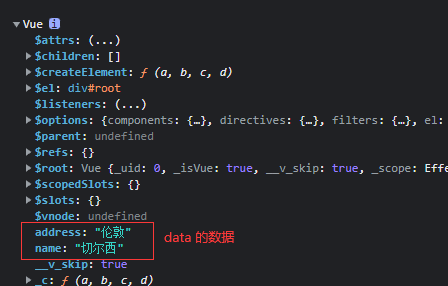 Vue i
$attrs: (...)
$children: []
$createElement: ƒ (a, b, c, d)
$el: div#root
$listeners: (...)
$options: {components: {…}, directives: {…}, filters: {…}, el:
$parent: undefined
$refs: {}
$root: Vue {_uid: 0, _isVue: true, __v_skip: true, _scope: Effe
$scopedSlots: {}
$slots: {}
$vnode: undefined
address: "伦敦"
data 的数据
name: "切尔西"
__v_skip: true
_c: ƒ (a, b, c, d)